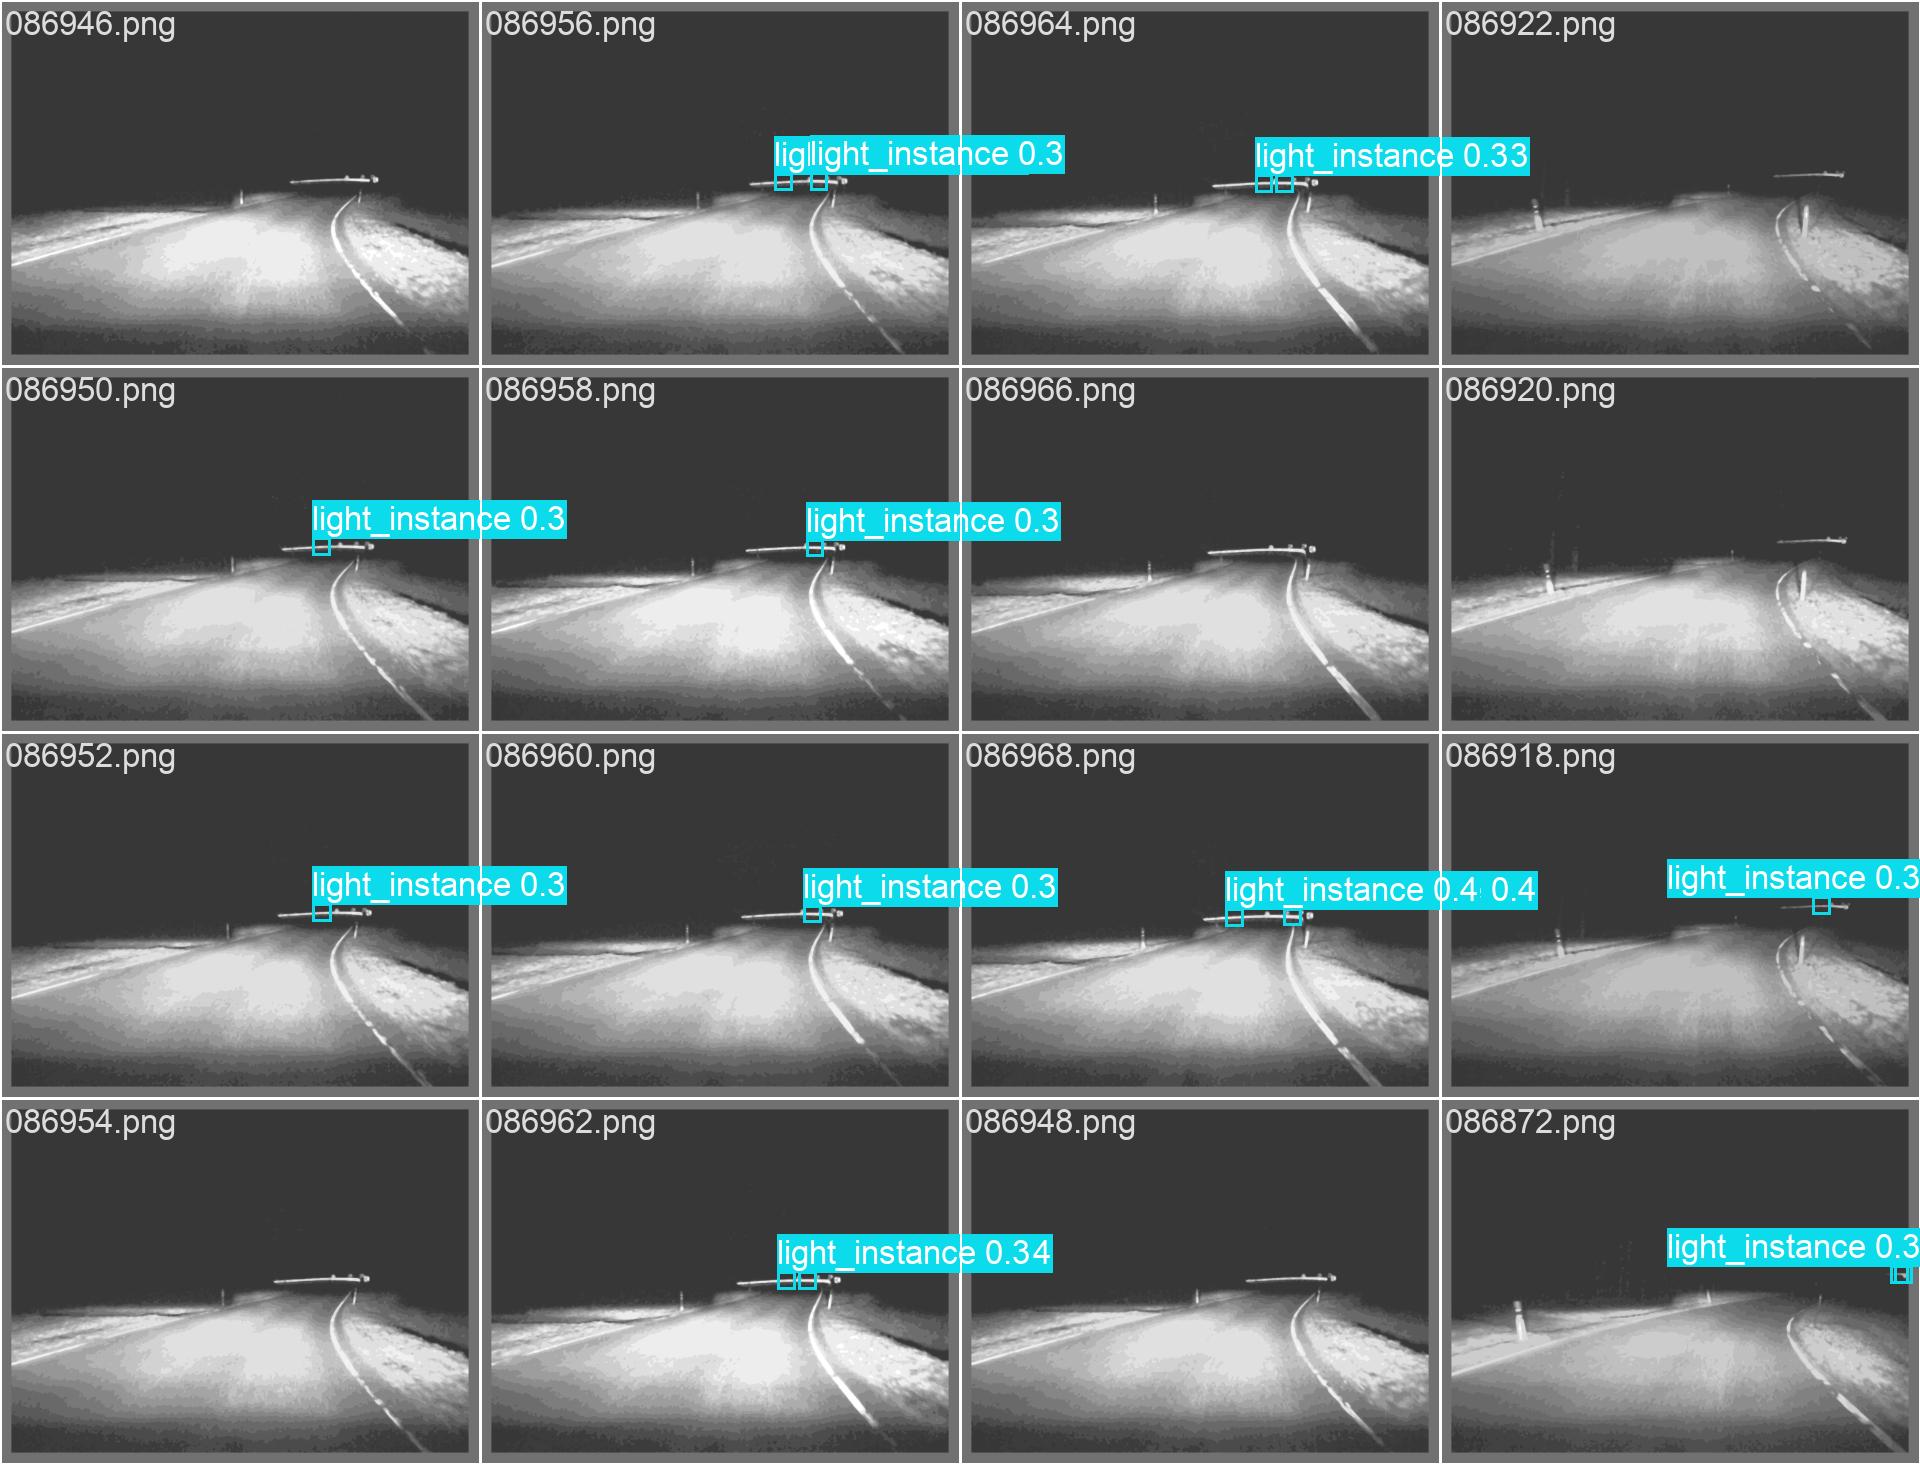 086946.png
086956.png
086964.png
086922.png
light_instance 0.3
light_instance 0.33
086950.png
086958.png
086966.png
086920.png
light_instance 0.3
light_instance 0.3
086952.png
086960.png
086968.png
086918.png
light_instance 0.3
light_instance 0.3
light_instance 0.4 0.4
light_instance 0.3
086954.png
086962.png
086948.png
086872.png
light_instance 0.34
light_instance 0.3